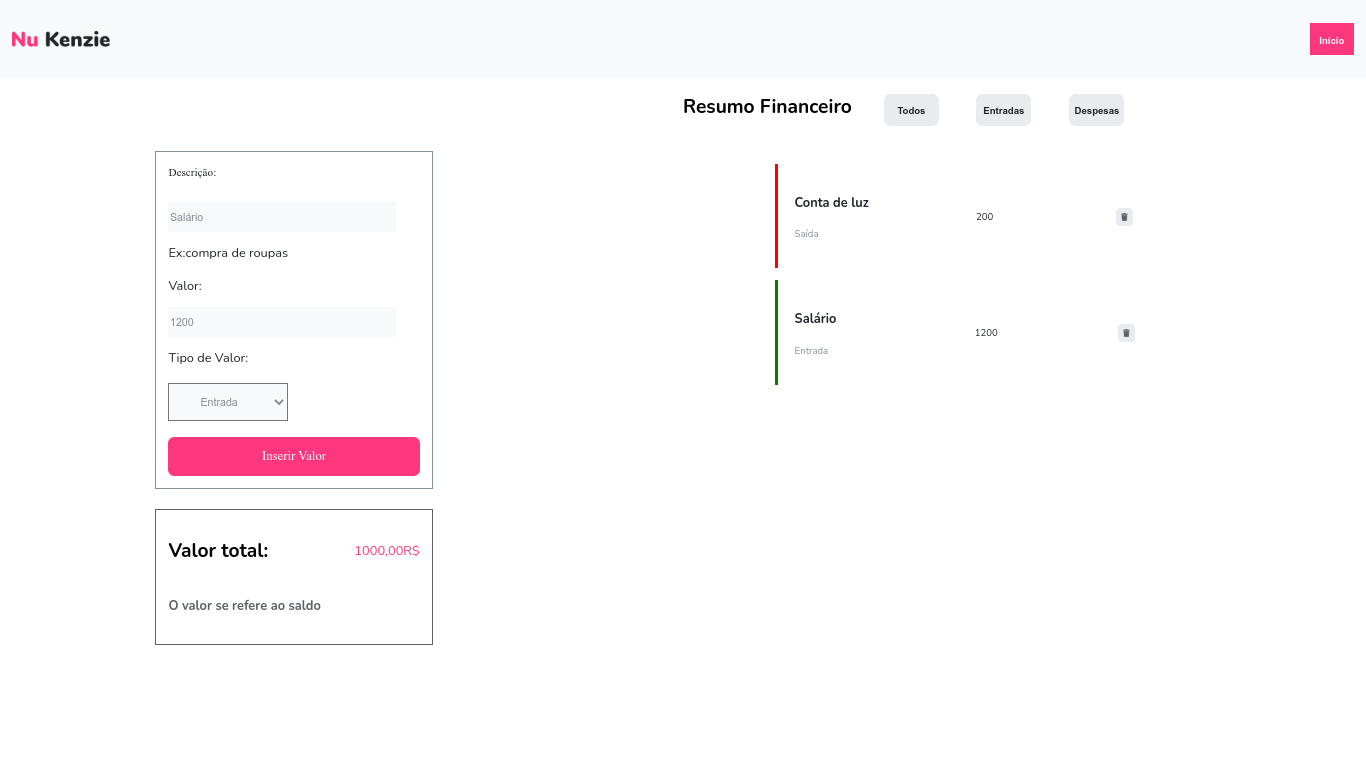 Nu Kenzie
Início
Resumo Financeiro
Todos
Entradas
Despesas
Descrição:
Salário
Ex:compra de roupas
Valor:
1200
Tipo de Valor:
Entrada
Inserir Valor
Valor total:
1000,00R$
O valor se refere ao saldo
Conta de luz
Saída
200
Salário
Entrada
1200